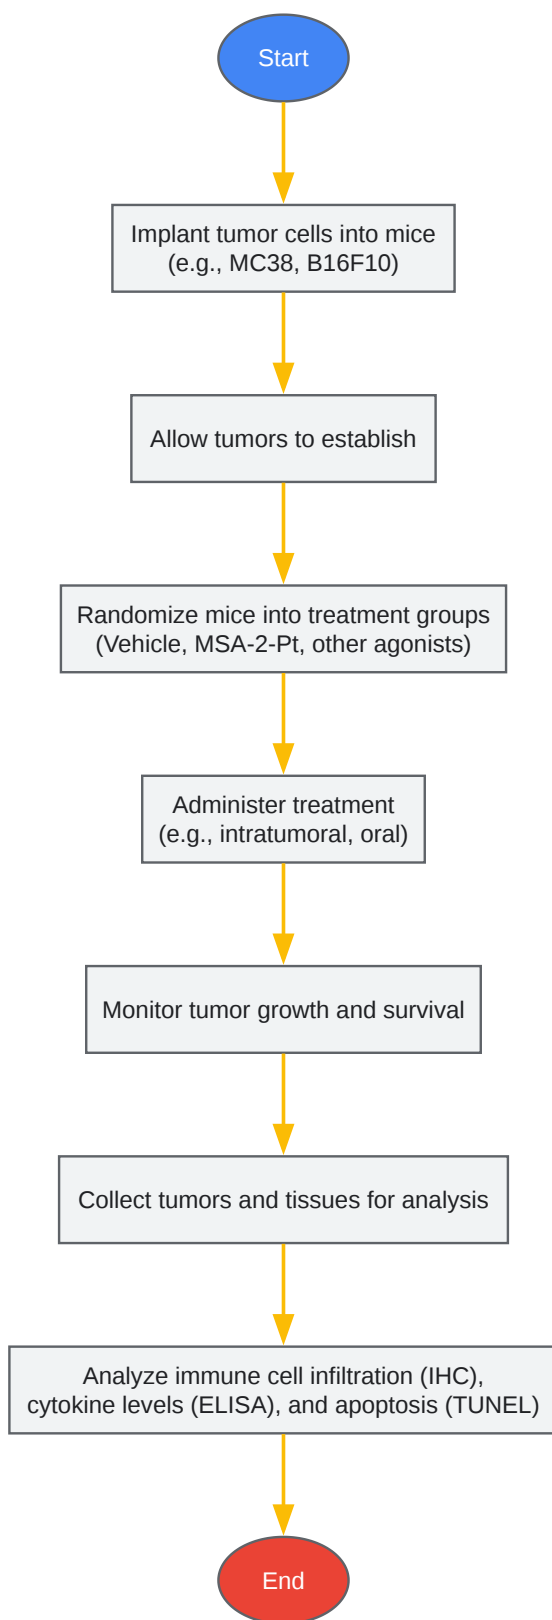 Start
Implant tumor cells into mice
(e.g., MC38, B16F10)
Allow tumors to establish
Randomize mice into treatment groups
(Vehicle, MSA-2-Pt, other agonists)
Administer treatment
(e.g., intratumoral, oral)
Monitor tumor growth and survival
Collect tumors and tissues for analysis
Analyze immune cell infiltration (IHC),
cytokine levels (ELISA), and apoptosis (TUNEL)
End